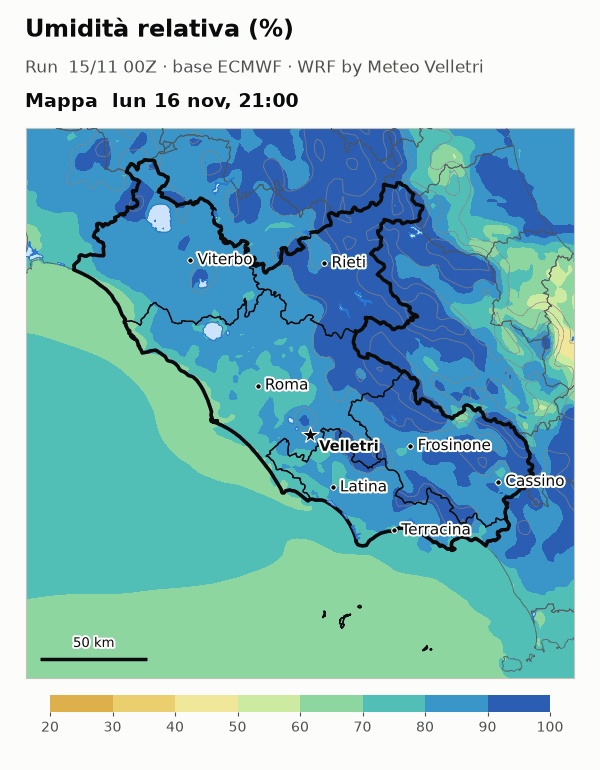 Umidità relativa (%)
Run 15/11 00Z · base ECMWF · WRF by Meteo Velletri
Mappa lun 16 nov, 21:00
Viterbo
Rieti
Roma
Velletri
Frosinone
Latina
Cassino
Terracina
50 km
20 30 40 50 60 70 80 90 100